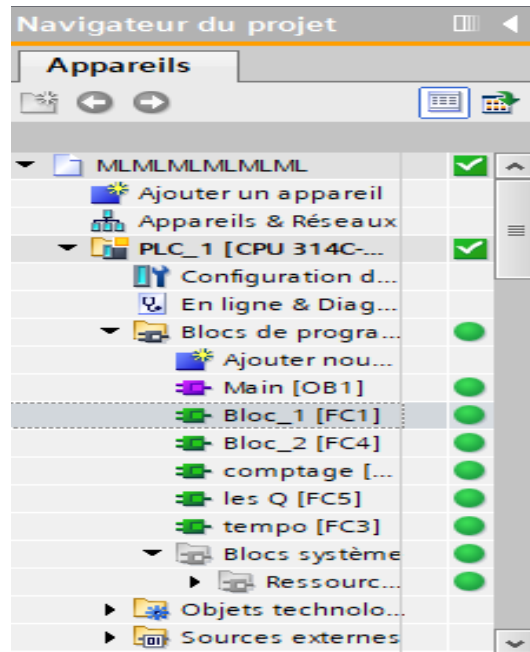 Navigateur du projet
Appareils
MLMLMLMLMLML
Ajouter un appareil
Appareils & Réseaux
PLC_1 [CPU 314C-...
Configuration d...
En ligne & Diag...
Blocs de progra...
Ajouter nou...
Main [OB1]
Bloc_1 [FC1]
Bloc_2 [FC4]
comptage [...
les Q [FC5]
tempo [FC3]
Blocs système
Ressourc...
Objets technolo...
Sources externes